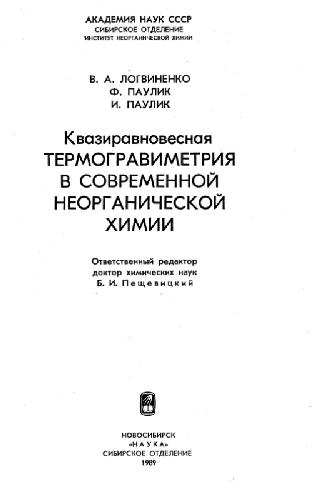 АКАДЕМИЯ НАУК СССР
СИБИРСКОЕ ОТДЕЛЕНИЕ
ИНСТИТУТ НЕОРГАНИЧЕСКОЙ ХИМИИ
В. А. ЛОГВИНЕНКО
Ф. ПАУЛИК
И. ПАУЛИК
Квазиравновесная
ТЕРМОГРАВИМЕТРИЯ
В СОВРЕМЕННОЙ
НЕОРГАНИЧЕСКОЙ
ХИМИИ
Ответственный редактор
доктор химических наук
Б. И. Пещевицкий
НОВОСИБИРСК
«НАУКА»
СИБИРСКОЕ ОТДЕЛЕНИЕ
1989